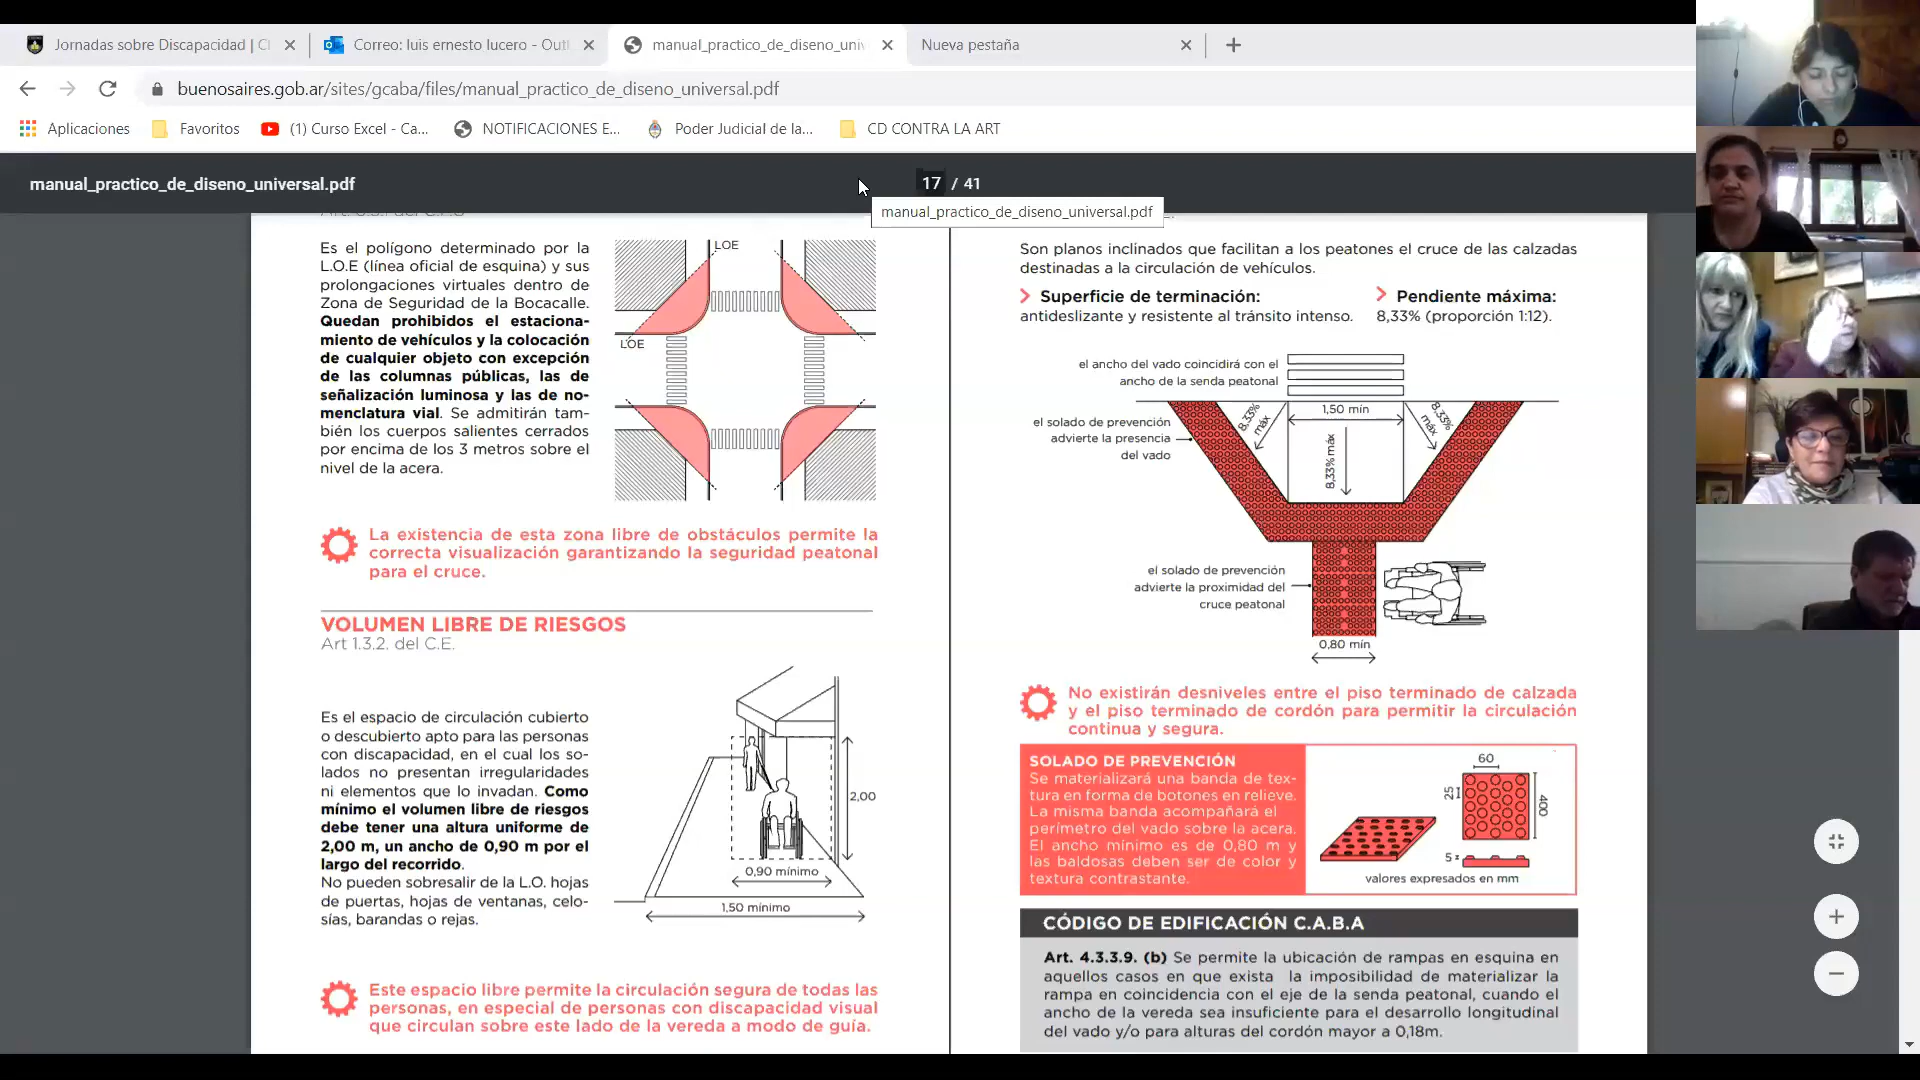 Jornadas sobre Discapacidad | C
Correo: luis ernesto lucero - Out
manual_practico_de_diseno_univ
Nueva pestaña
buenosaires.gob.ar/sites/gcaba/files/manual_practico_de_diseno_universal.pdf
Aplicaciones
Favoritos
(1) Curso Excel - Ca...
NOTIFICACIONES E...
Poder Judicial de la...
CD CONTRA LA ART
manual_practico_de_diseno_universal.pdf
17 / 41
manual_practico_de_diseno_universal.pdf
Es el polígono determinado por la
L.O.E (línea oficial de esquina) y sus
prolongaciones virtuales dentro de
Zona de Seguridad de la Bocacalle.
Quedan prohibidos el estaciona-
miento de vehículos y la colocación
de cualquier objeto con excepción
de las columnas públicas, las de
señalización luminosa y las de no-
menclatura vial. Se admitirán tam-
bién los cuerpos salientes cerrados
por encima de los 3 metros sobre el
nivel de la acera.
LOE
LOE
La existencia de esta zona libre de obstáculos permite la
correcta visualización garantizando la seguridad peatonal
para el cruce.
VOLUMEN LIBRE DE RIESGOS
Art 1.3.2. del C.E.
Es el espacio de circulación cubierto
o descubierto apto para las personas
con discapacidad, en el cual los so-
lados no presentan irregularidades
ni elementos que lo invadan. Como
mínimo el volumen libre de riesgos
debe tener una altura uniforme de
2,00 m, un ancho de 0,90 m por el
largo del recorrido.
No pueden sobresalir de la L.O. hojas
de puertas, hojas de ventanas, celo-
sías, barandas o rejas.
2,00
0,90 mínimo
1,50 mínimo
Este espacio libre permite la circulación segura de todas las
personas, en especial de personas con discapacidad visual
que circulan sobre este lado de la vereda a modo de guía.
Son planos inclinados que facilitan a los peatones el cruce de las calzadas
destinadas a la circulación de vehículos.
Superficie de terminación:
antideslizante y resistente al tránsito intenso.
Pendiente máxima:
8,33% (proporción 1:12).
el ancho del vado coincidirá con el
ancho de la senda peatonal
el solado de prevención
advierte la presencia
del vado
8,33%
máx
1,50 mín
8,33% máx
8,33%
máx
el solado de prevención
advierte la proximidad del
cruce peatonal
0,80 mín
No existirán desniveles entre el piso terminado de calzada
y el piso terminado de cordón para permitir la circulación
continua y segura.
SOLADO DE PREVENCIÓN
Se materializará una banda de tex-
tura en forma de botones en relieve.
La misma banda acompañará el
perímetro del vado sobre la acera.
El ancho mínimo es de 0,80 m y
las baldosas deben ser de color y
textura contrastante.
60
25
400
5
valores expresados en mm
CÓDIGO DE EDIFICACIÓN C.A.B.A
Art. 4.3.3.9. (b) Se permite la ubicación de rampas en esquina en
aquellos casos en que exista la imposibilidad de materializar la
rampa en coincidencia con el eje de la senda peatonal, cuando el
ancho de la vereda sea insuficiente para el desarrollo longitudinal
del vado y/o para alturas del cordón mayor a 0,18m.